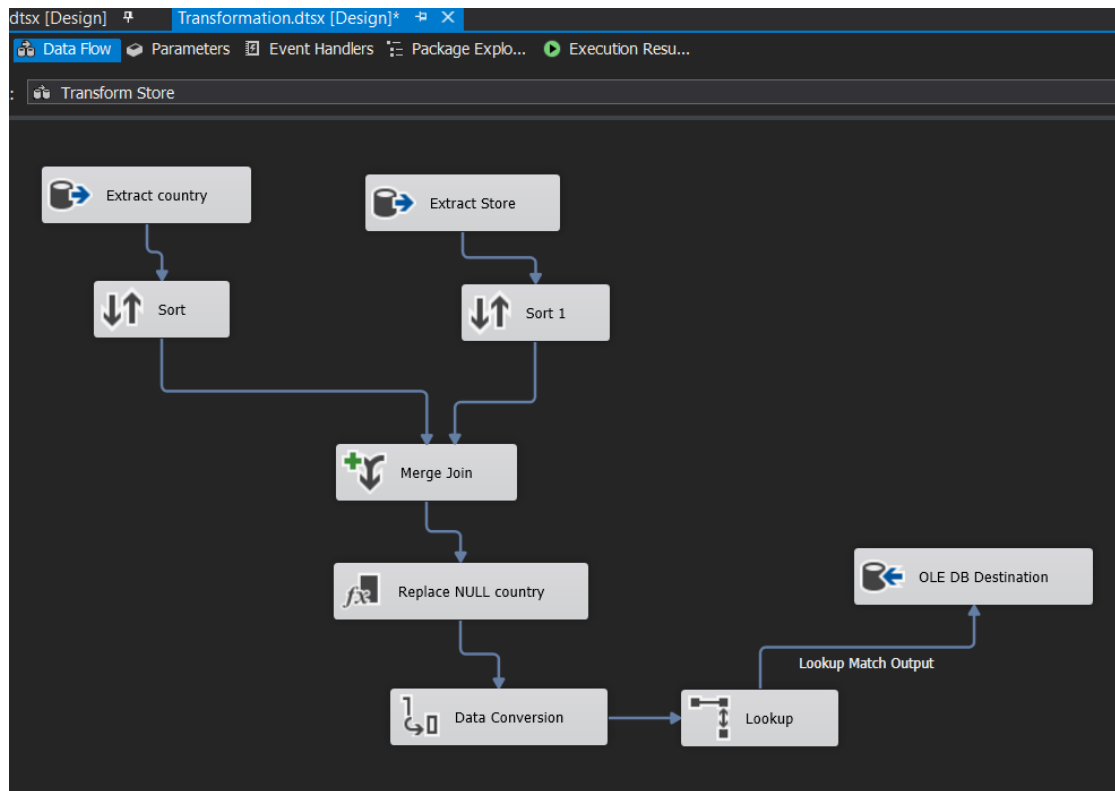 dtsx [Design]
Transformation.dtsx [Design]*
Data Flow
Parameters
Event Handlers
Package Explo...
Execution Resu...
: Transform Store
Extract country
Extract Store
Sort
Sort 1
Merge Join
Replace NULL country
OLE DB Destination
Lookup Match Output
Data Conversion
Lookup